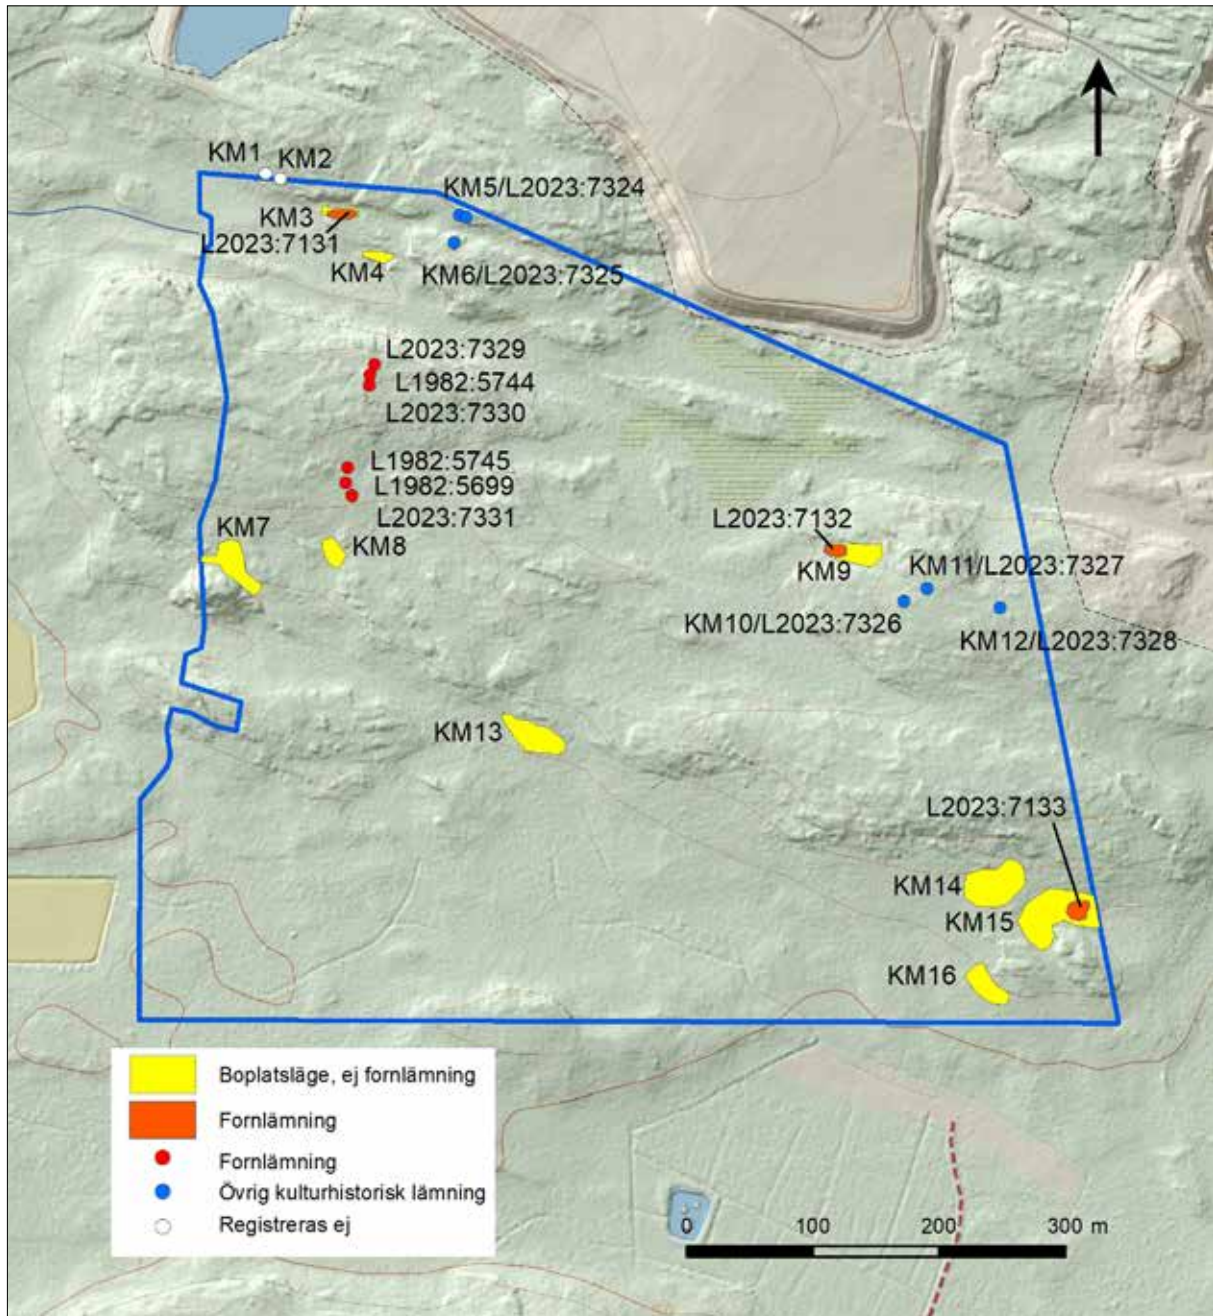 KM1
KM2
KM5/L2023:7324
KM3
L2023:7131
KM4
KM6/L2023:7325
L2023:7329
L1982:5744
L2023:7330
L1982:5745
L1982:5699
L2023:7331
KM7
KM8
L2023:7132
KM9
KM11/L2023:7327
KM10/L2023:7326
KM12/L2023:7328
KM13
L2023:7133
KM14
KM15
KM16
Boplatsläge, ej fornlämning
Fornlämning
Fornlämning
Övrig kulturhistorisk lämning
Registreras ej
0 100 200 300 m